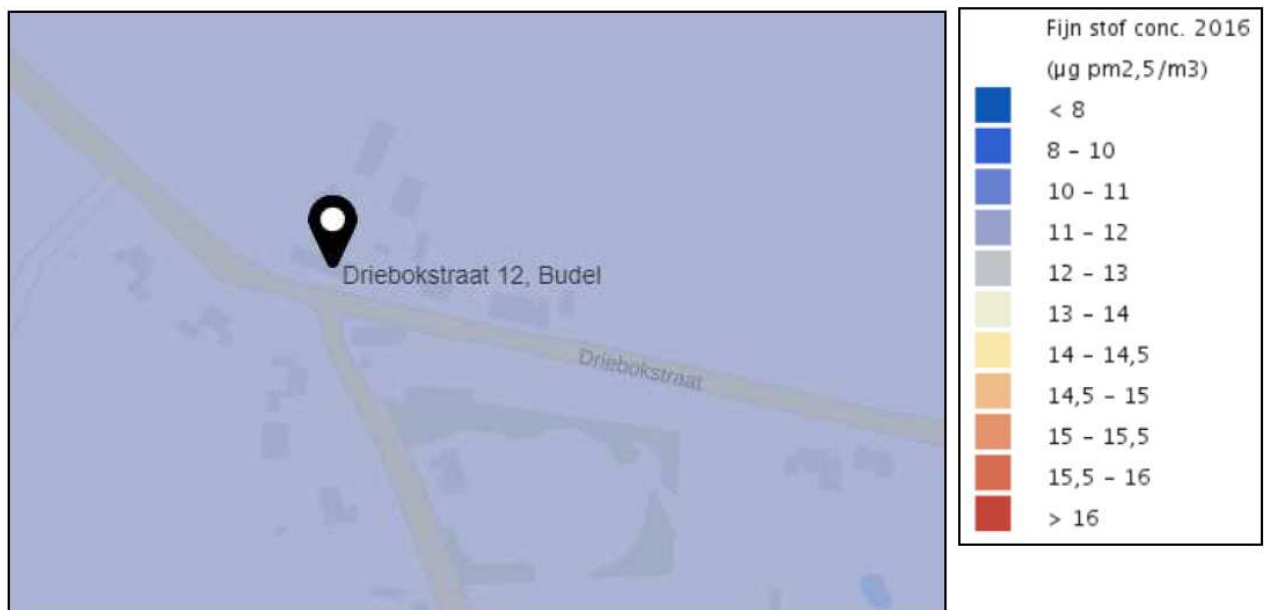 Driebokstraat 12, Budel
Driebokstraat
Fijn stof conc. 2016
(µg pm2,5/m3)
< 8
8 – 10
10 – 11
11 – 12
12 – 13
13 – 14
14 – 14,5
14,5 – 15
15 – 15,5
15,5 – 16
> 16